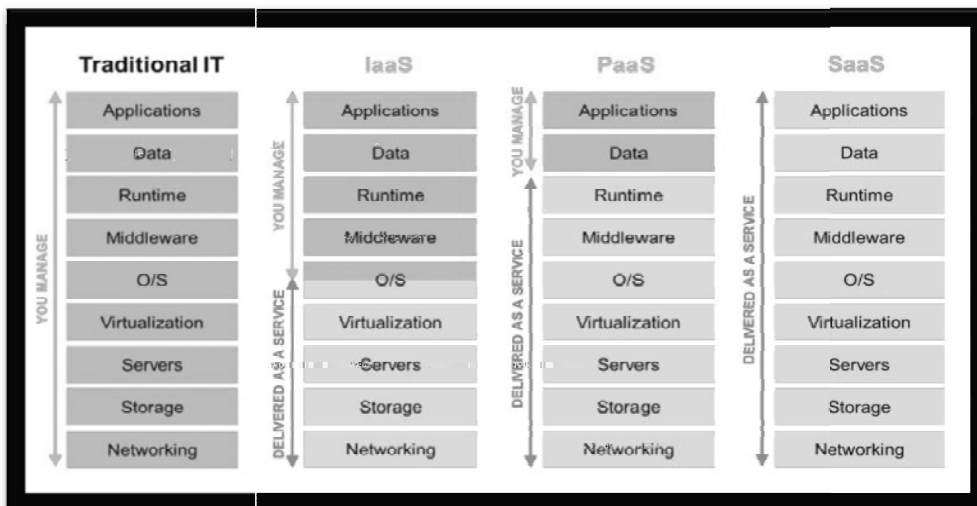 Traditional IT
YOU MANAGE
Applications
Data
Runtime
Middleware
O/S
Virtualization
Servers
Storage
Networking
IaaS
YOU MANAGE
DELIVERED AS A SERVICE
Applications
Data
Runtime
Middleware
O/S
Virtualization
Servers
Storage
Networking
PaaS
YOU MANAGE
DELIVERED AS A SERVICE
Applications
Data
Runtime
Middleware
O/S
Virtualization
Servers
Storage
Networking
SaaS
DELIVERED AS A SERVICE
Applications
Data
Runtime
Middleware
O/S
Virtualization
Servers
Storage
Networking